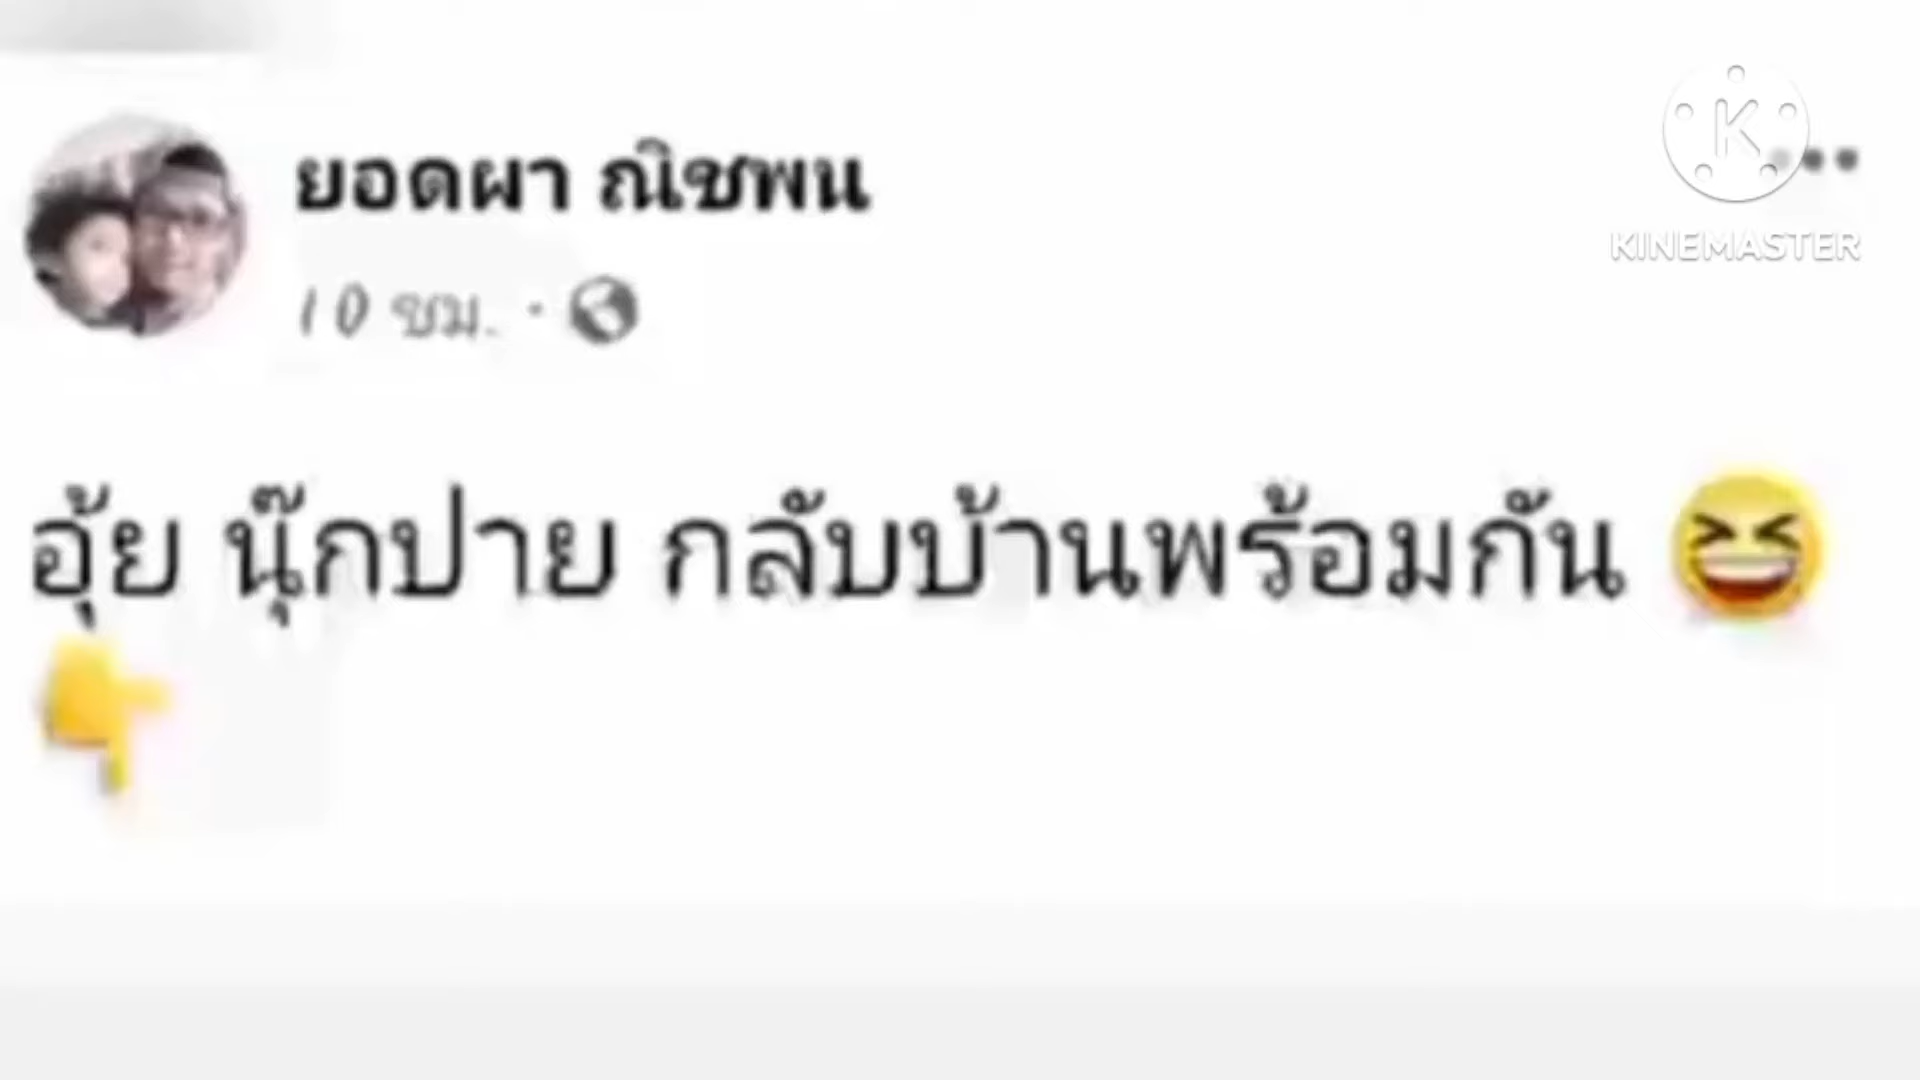 ยอดผา ณิชพน
10 ชม.
อุ้ย นุ๊กปาย กลับบ้านพร้อมกัน 😆
👇
KINEMASTER